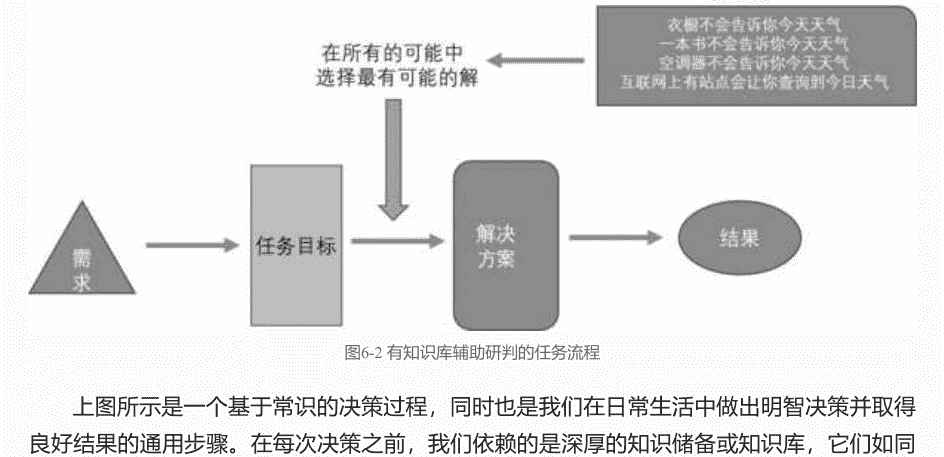 衣橱不会告诉你今天天气
一本书不会告诉你今天天气
空调器不会告诉你今天天气
互联网上有站点会让你查询到今日天气
在所有的可能中
选择最有可能的解
需
求
任务目标
解决
方案
结果
图6-2 有知识库辅助研判的任务流程
上图所示是一个基于常识的决策过程，同时也是我们在日常生活中做出明智决策并取得
良好结果的通用步骤。在每次决策之前，我们依赖的是深厚的知识储备或知识库，它们如同